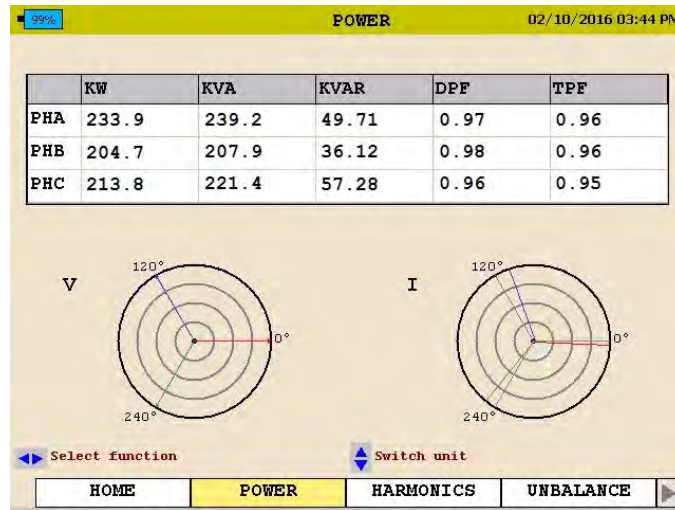 99% POWER 02/10/2016 03:44 PM
KW KVA KVAR DPF TPF
PHA 233.9 239.2 49.71 0.97 0.96
PHB 204.7 207.9 36.12 0.98 0.96
PHC 213.8 221.4 57.28 0.96 0.95
120° 120°
V 0° I 0°
240° 240°
Select function Switch unit
HOME POWER HARMONICS UNBALANCE